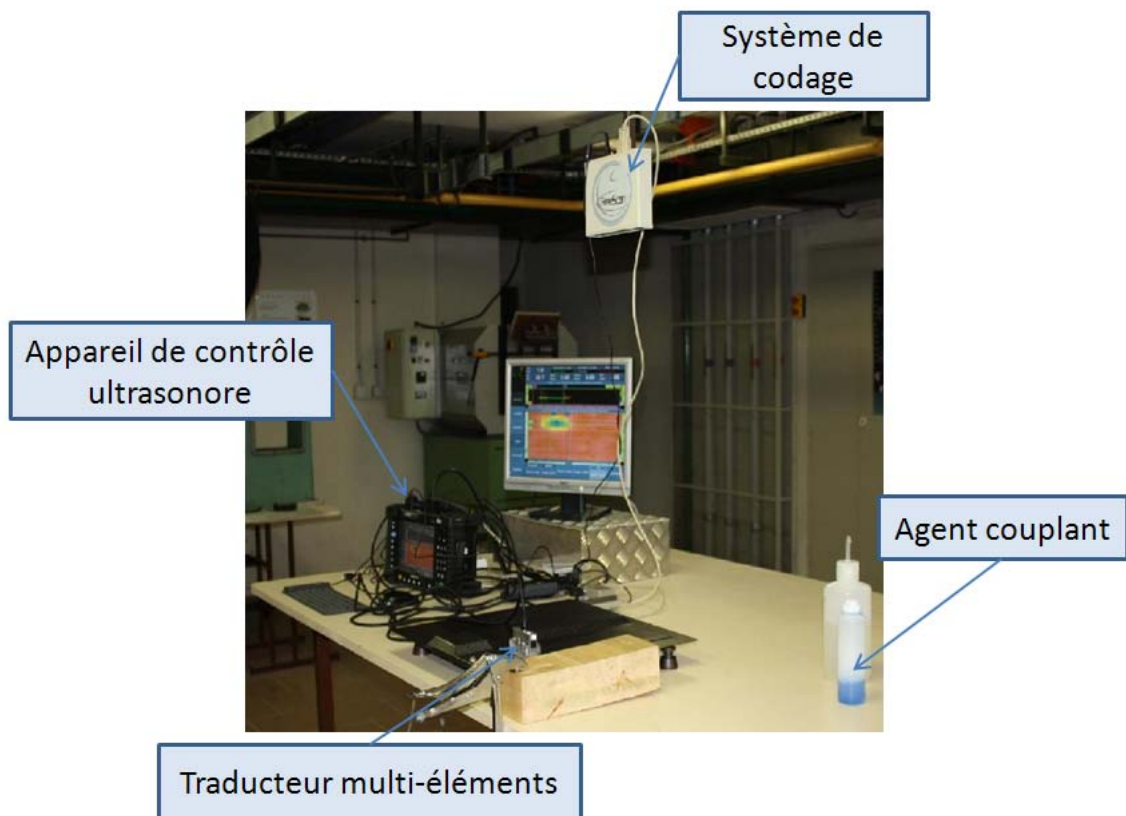 Système de
codage
Appareil de contrôle
ultrasonore
Agent couplant
Traducteur multi-éléments